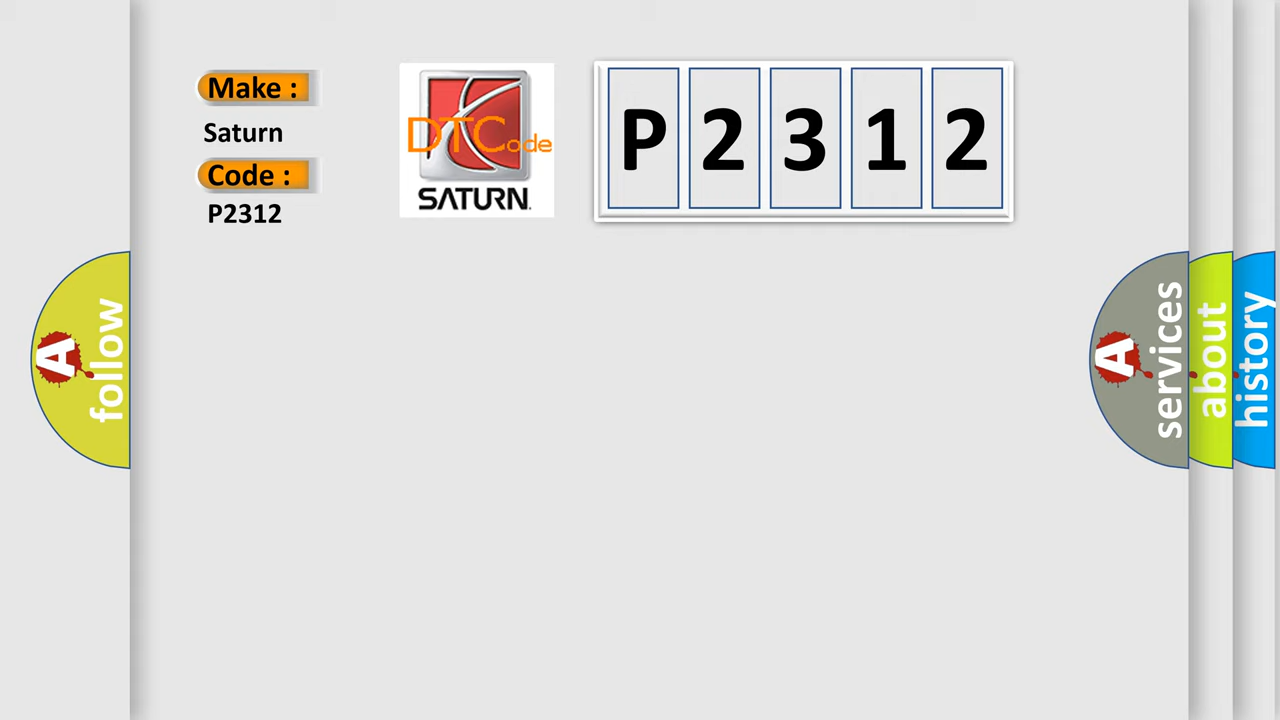 Make :
Saturn
Code :
P2312
DTCode
SATURN
P 2 3 1 2
A follow
A services
about
history